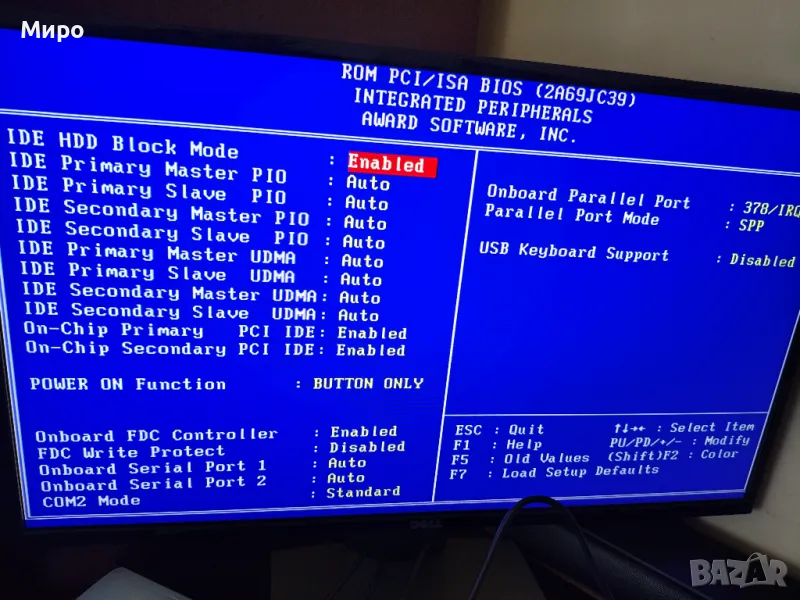 Миро
ROM PCI/ISA BIOS (2A69JC39)
INTEGRATED PERIPHERALS
AWARD SOFTWARE, INC.
IDE HDD Block Mode : Enabled
IDE Primary Master PIO : Auto
IDE Primary Slave PIO : Auto
IDE Secondary Master PIO : Auto
IDE Secondary Slave PIO : Auto
IDE Primary Master UDMA : Auto
IDE Primary Slave UDMA : Auto
IDE Secondary Master UDMA: Auto
IDE Secondary Slave UDMA: Auto
On-Chip Primary PCI IDE: Enabled
On-Chip Secondary PCI IDE: Enabled
POWER ON Function : BUTTON ONLY
Onboard FDC Controller : Enabled
FDC Write Protect : Disabled
Onboard Serial Port 1 : Auto
Onboard Serial Port 2 : Auto
COM2 Mode : Standard
Onboard Parallel Port : 378/IRQ
Parallel Port Mode : SPP
USB Keyboard Support : Disabled
ESC : Quit ↑↓→← : Select Item
F1 : Help PU/PD/+/- : Modify
F5 : Old Values (Shift)F2 : Color
F7 : Load Setup Defaults
DELL
BAZAR